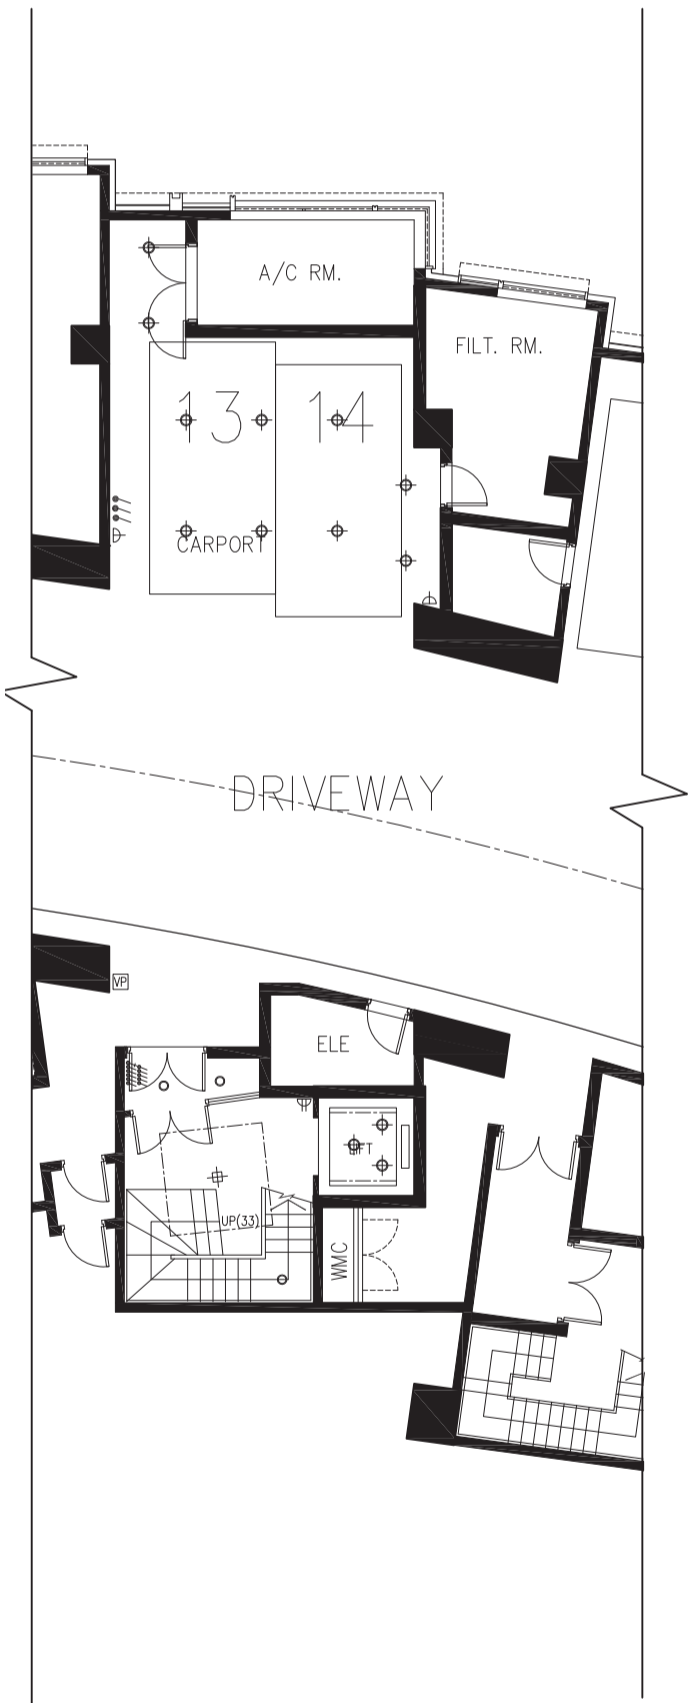 A/C RM.
FILT. RM.
13 14
CARPORT
DRIVEWAY
VP
ELE
LIFT
UP(33)
WMC